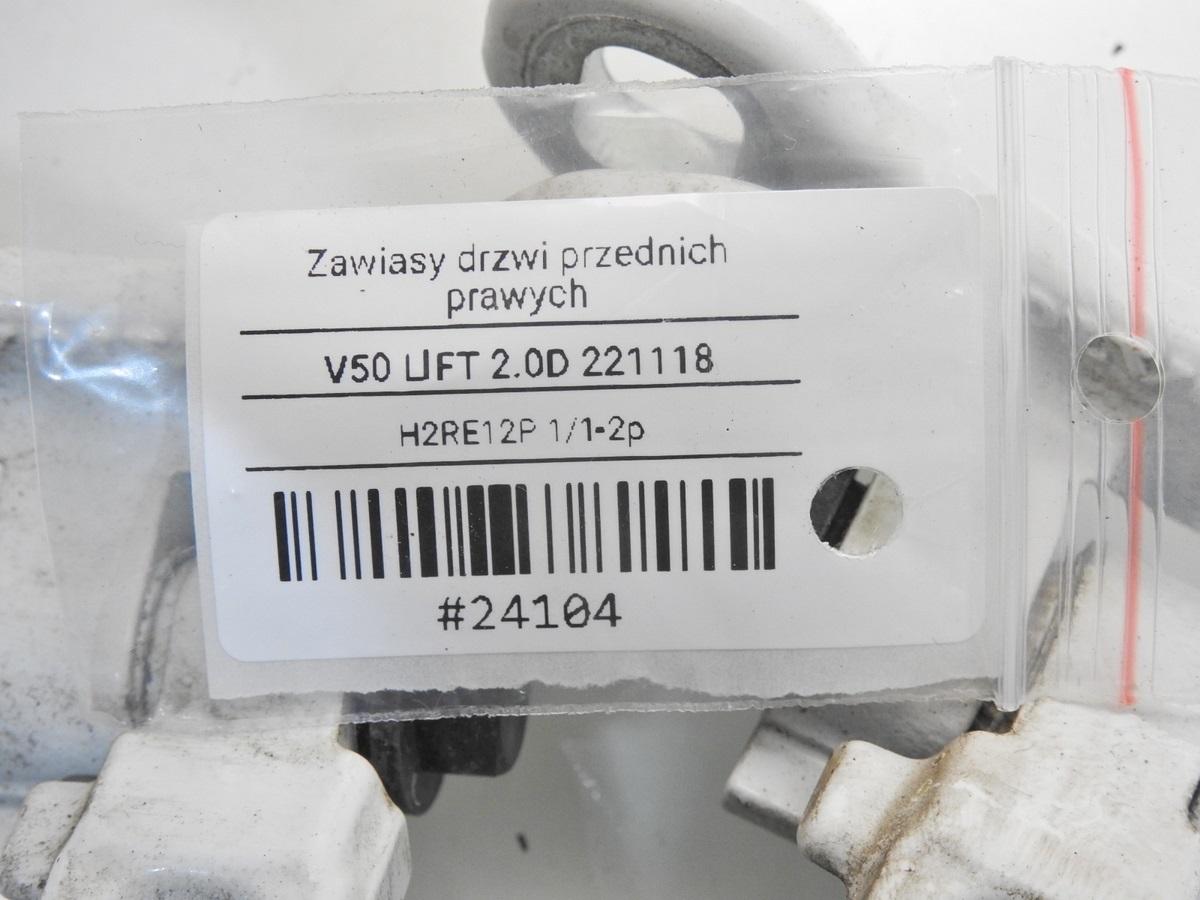 Zawiasy drzwi przednich
prawych
V50 LIFT 2.0D 221118
H2RE12P 1/1-2p
#24104